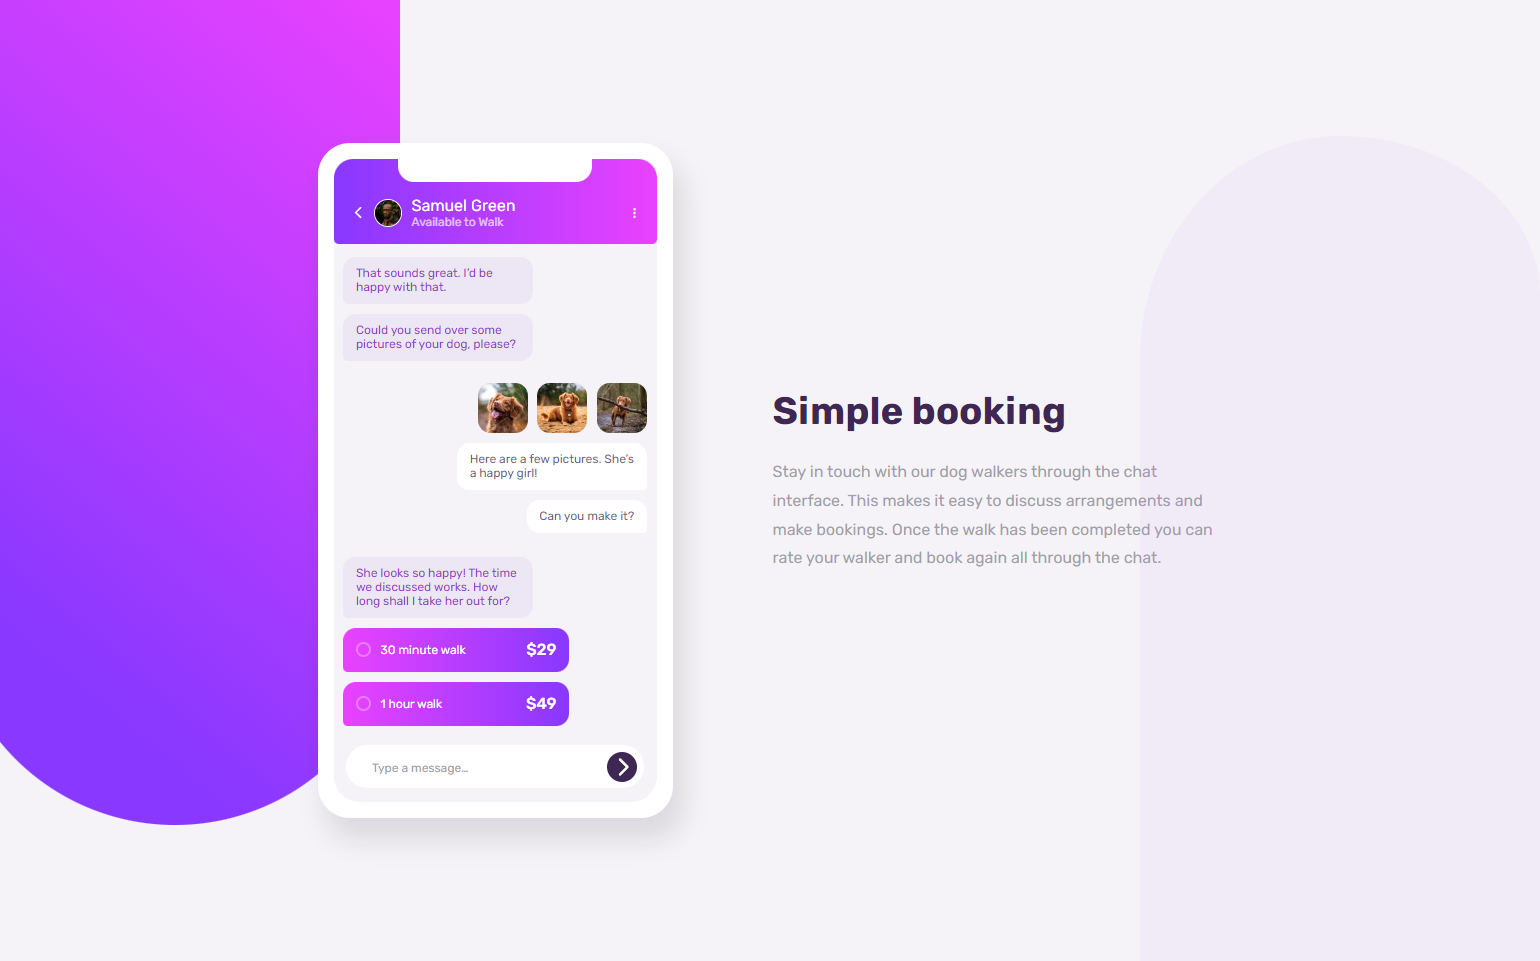 Samuel Green
Available to Walk
That sounds great. I’d be
happy with that.
Could you send over some
pictures of your dog, please?
Here are a few pictures. She’s
a happy girl!
Can you make it?
She looks so happy! The time
we discussed works. How
long shall I take her out for?
30 minute walk $29
1 hour walk $49
Type a message…
Simple booking
Stay in touch with our dog walkers through the chat
interface. This makes it easy to discuss arrangements and
make bookings. Once the walk has been completed you can
rate your walker and book again all through the chat.